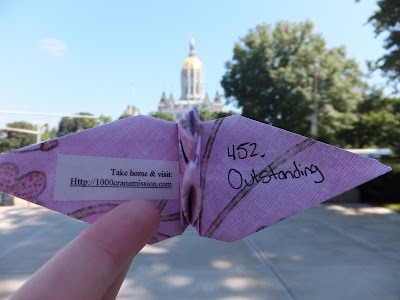 Take home & visit:
Http://1000cranemission.com
452.
Outstanding